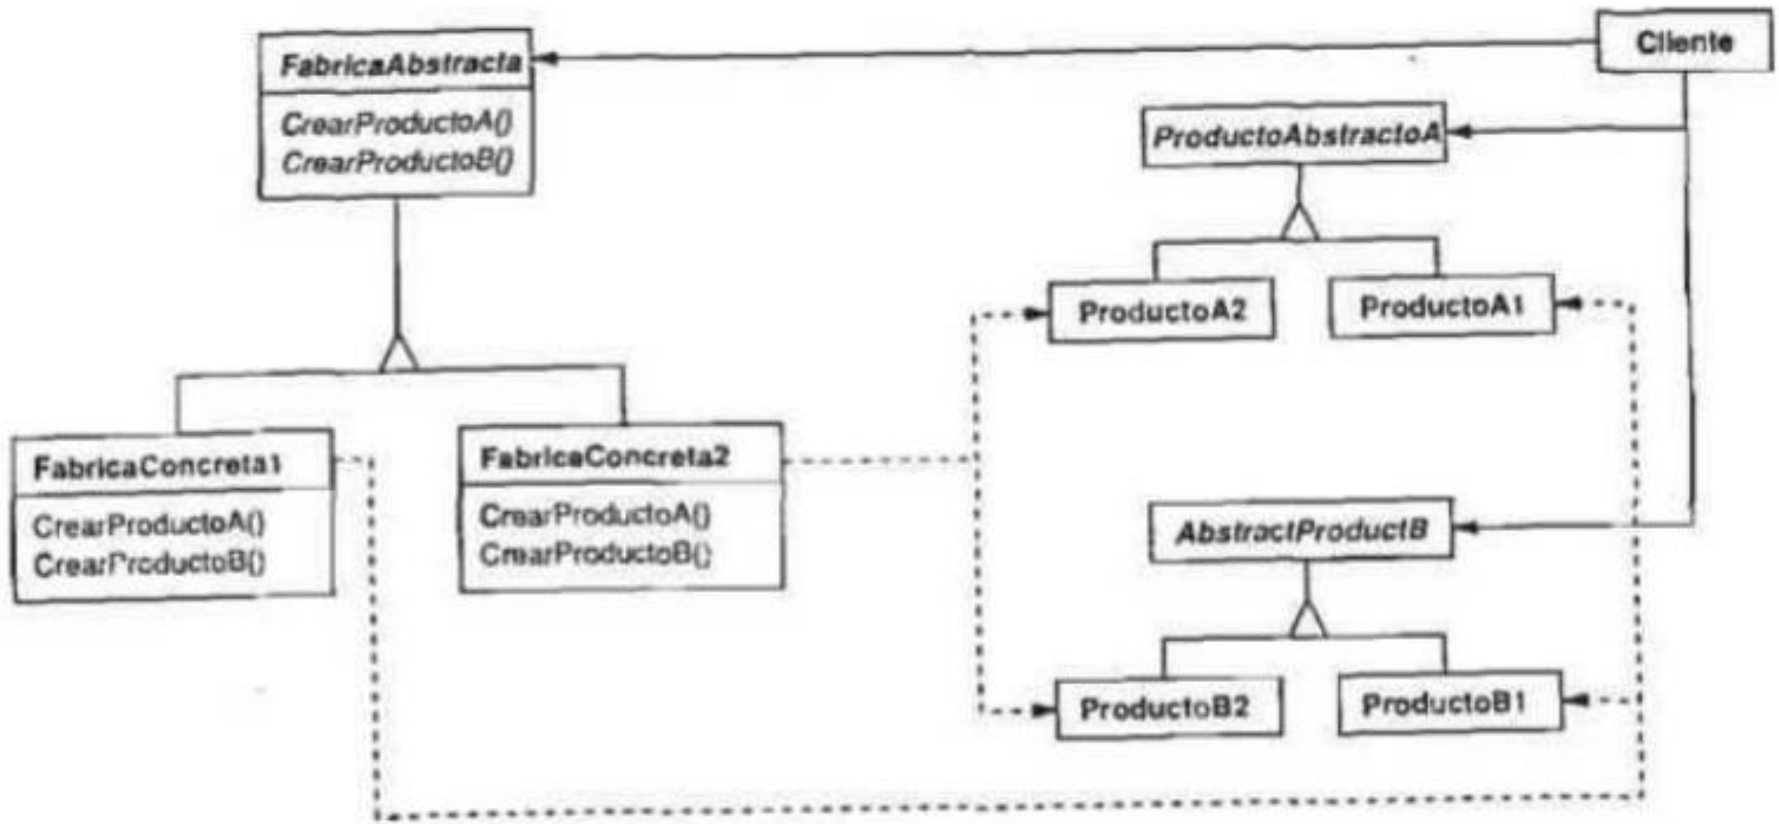 FabricaAbstracta
CrearProductoA()
CrearProductoB()
Cliente
ProductoAbstractoA
ProductoA2
ProductoA1
FabricaConcreta1
CrearProductoA()
CrearProductoB()
FabricaConcreta2
CrearProductoA()
CrearProductoB()
AbstractProductB
ProductoB2
ProductoB1